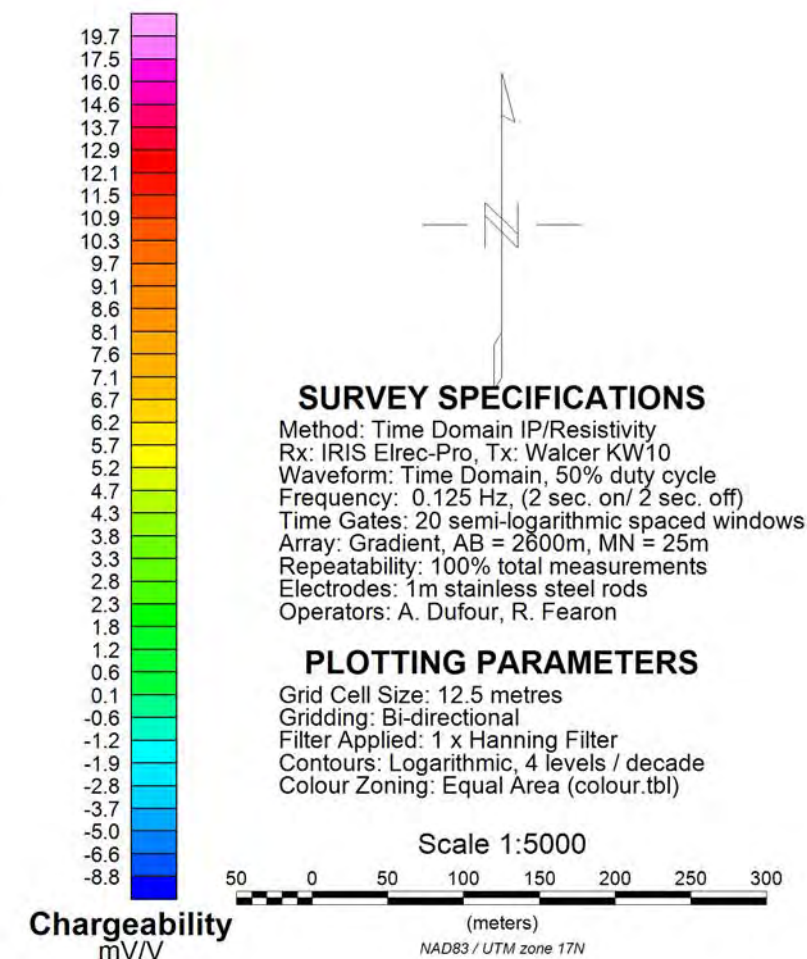 19.7
17.5
16.0
14.6
13.7
12.9
12.1
11.5
10.9
10.3
9.7
9.1
8.6
8.1
7.6
7.1
6.7
6.2
5.7
5.2
4.7
4.3
3.8
3.3
2.8
2.3
1.8
1.2
0.6
0.1
-0.6
-1.2
-1.9
-2.8
-3.7
-5.0
-6.6
-8.8
Chargeability
mV/V
N
SURVEY SPECIFICATIONS
Method: Time Domain IP/Resistivity
Rx: IRIS Elrec-Pro, Tx: Walcer KW10
Waveform: Time Domain, 50% duty cycle
Frequency: 0.125 Hz, (2 sec. on/ 2 sec. off)
Time Gates: 20 semi-logarithmic spaced windows
Array: Gradient, AB = 2600m, MN = 25m
Repeatability: 100% total measurements
Electrodes: 1m stainless steel rods
Operators: A. Dufour, R. Fearon
PLOTTING PARAMETERS
Grid Cell Size: 12.5 metres
Gridding: Bi-directional
Filter Applied: 1 x Hanning Filter
Contours: Logarithmic, 4 levels / decade
Colour Zoning: Equal Area (colour.tbl)
Scale 1:5000
50 0 50 100 150 200 250 300
(meters)
NAD83 / UTM zone 17N